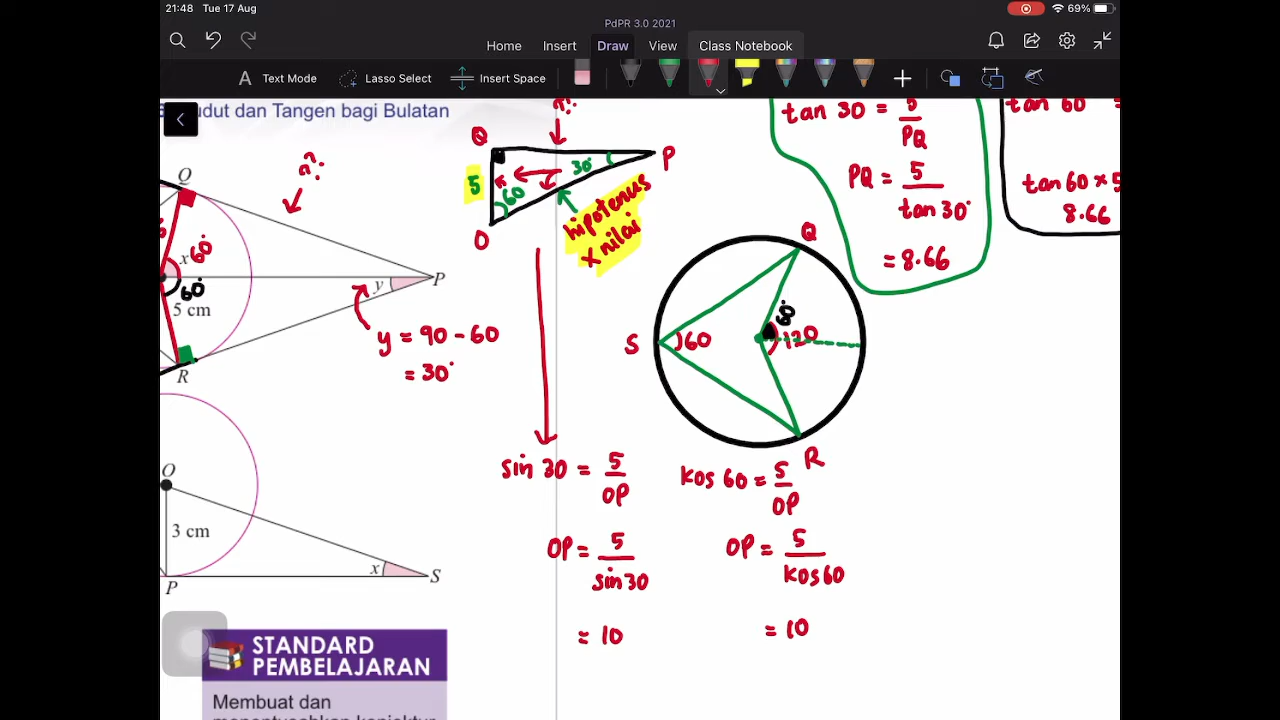 21:48 Tue 17 Aug
69%
PdPR 3.0 2021
Home Insert Draw View Class Notebook
Text Mode Lasso Select Insert Space
udut dan Tangen bagi Bulatan
??
Q
x 60°
60°
5 cm
y
P
R
y = 90 - 60
= 30°
O
3 cm
P
x
S
STANDARD
PEMBELAJARAN
Membuat dan
??
Q
30°
P
5
60
O
hipotenus
x nilai
tan 30 = 5
PQ
PQ = 5
tan 30°
= 8.66
tan 60 =
tan60 x 5
8.66
Q
60°
S
60
120
R
sin 30 = 5
OP
OP = 5
sin30
= 10
kos 60 = 5
OP
OP = 5
kos60
= 10